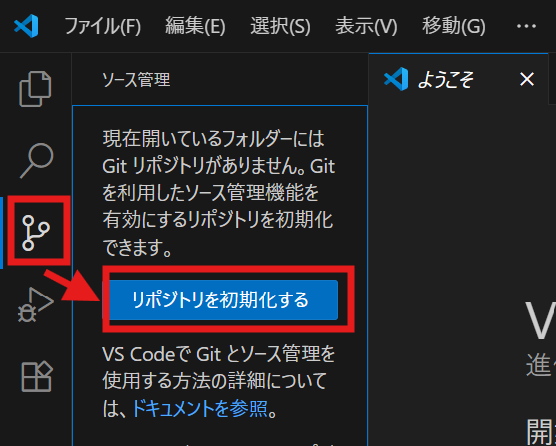 ファイル(F) 編集(E) 選択(S) 表示(V) 移動(G) …
ソース管理
ようこそ
現在開いているフォルダーには
Git リポジトリがありません。Git
を利用したソース管理機能を
有効にするリポジトリを初期化
できます。
リポジトリを初期化する
VS Codeで Git とソース管理を
使用する方法の詳細について
は、ドキュメントを参照。
V
進
開